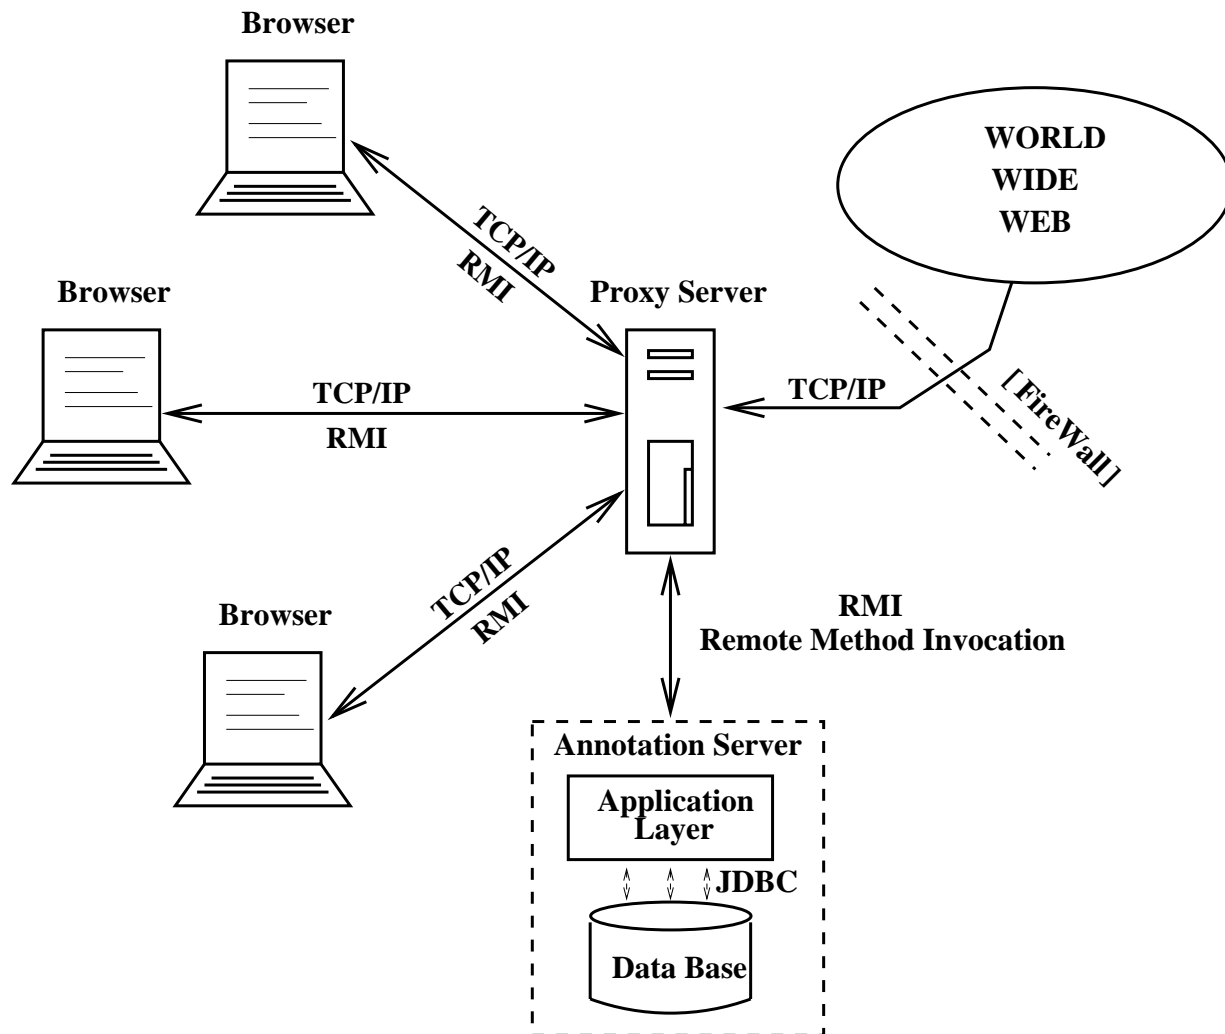 Browser
WORLD
WIDE
WEB
TCP/IP
RMI
Browser
Proxy Server
TCP/IP
RMI
TCP/IP
[ FireWall ]
TCP/IP
RMI
Browser
RMI
Remote Method Invocation
Annotation Server
Application
Layer
JDBC
Data Base